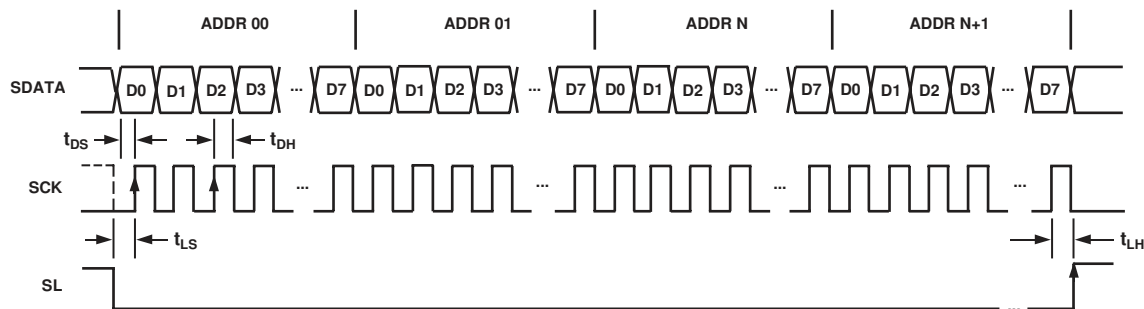 ADDR 00 ADDR 01 ADDR N ADDR N+1
SDATA D0 D1 D2 D3 ... D7 D0 D1 D2 D3 ... D7 D0 D1 D2 D3 ... D7 D0 D1 D2 D3 ... D7
tDS tDH
SCK ... ... ... ...
tLS tLH
SL ...